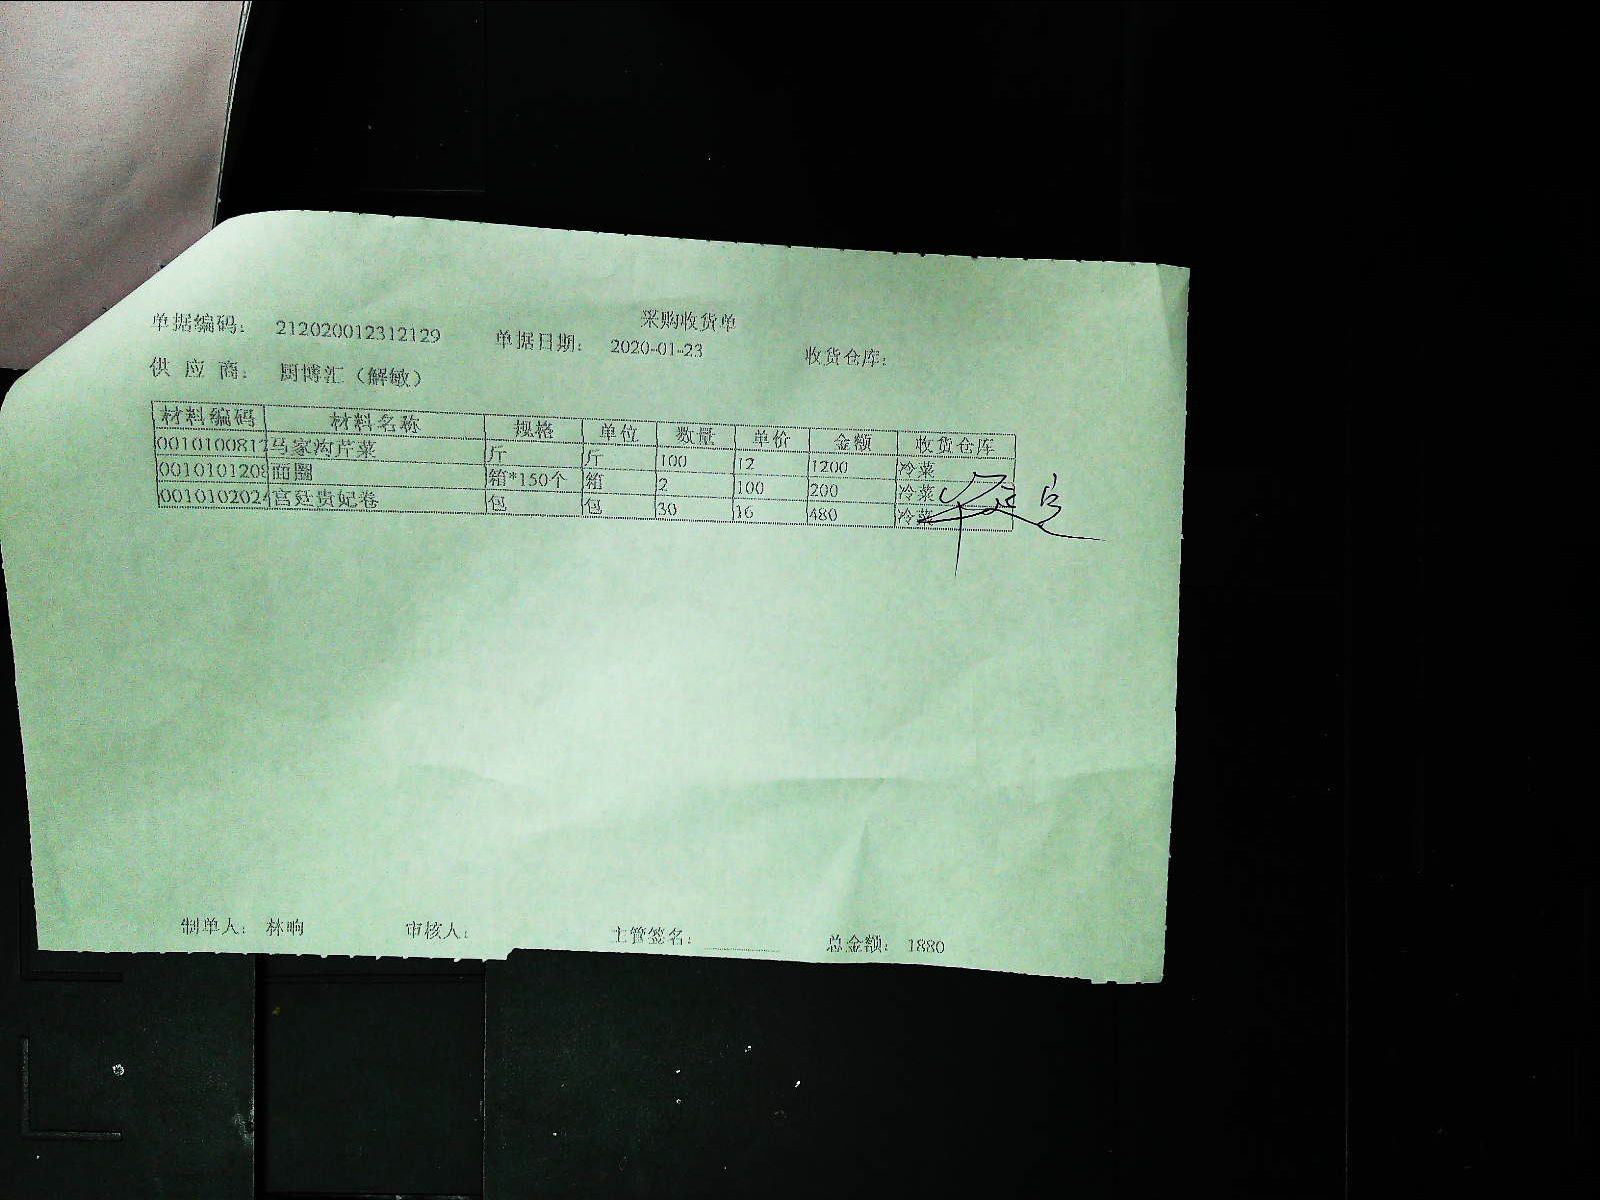 采购收货单
单据编码： 212020012312129 单据日期： 2020-01-23 收货仓库：
供 应 商： 厨博汇（解敏）
材料编码 材料名称 规格 单位 数量 单价 金额 收货仓库
0010100817 马家沟芹菜 斤 斤 100 12 1200 冷菜
0010101208 面圈 箱*150个 箱 2 100 200 冷菜
0010102024 宫廷贵妃卷 包 包 30 16 480 冷菜
制单人： 林晌 审核人： 主管签名： 总金额： 1880